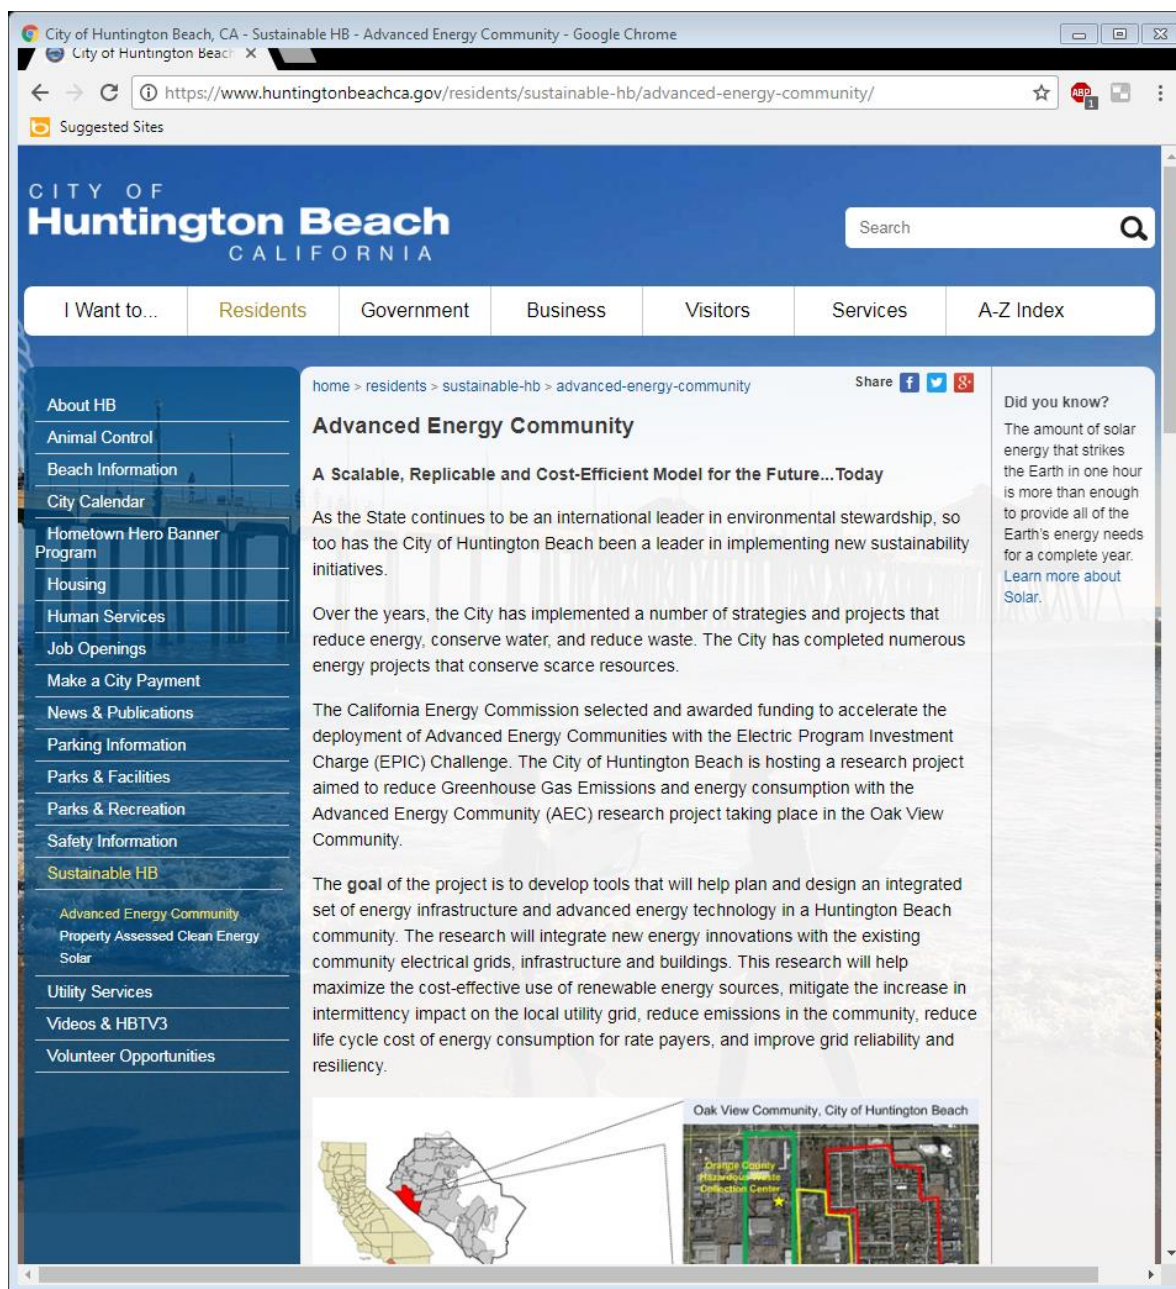 City of Huntington Beach, CA - Sustainable HB - Advanced Energy Community - Google Chrome
City of Huntington Beach
https://www.huntingtonbeachca.gov/residents/sustainable-hb/advanced-energy-community/
ABP
1
Suggested Sites
CITY OF
Huntington Beach
CALIFORNIA
Search
I Want to... Residents Government Business Visitors Services A-Z Index
About HB
Animal Control
Beach Information
City Calendar
Hometown Hero Banner
Program
Housing
Human Services
Job Openings
Make a City Payment
News & Publications
Parking Information
Parks & Facilities
Parks & Recreation
Safety Information
Sustainable HB
Advanced Energy Community
Property Assessed Clean Energy
Solar
Utility Services
Videos & HBTV3
Volunteer Opportunities
home > residents > sustainable-hb > advanced-energy-community
Share
Advanced Energy Community
A Scalable, Replicable and Cost-Efficient Model for the Future...Today
As the State continues to be an international leader in environmental stewardship, so
too has the City of Huntington Beach been a leader in implementing new sustainability
initiatives.
Over the years, the City has implemented a number of strategies and projects that
reduce energy, conserve water, and reduce waste. The City has completed numerous
energy projects that conserve scarce resources.
The California Energy Commission selected and awarded funding to accelerate the
deployment of Advanced Energy Communities with the Electric Program Investment
Charge (EPIC) Challenge. The City of Huntington Beach is hosting a research project
aimed to reduce Greenhouse Gas Emissions and energy consumption with the
Advanced Energy Community (AEC) research project taking place in the Oak View
Community.
The goal of the project is to develop tools that will help plan and design an integrated
set of energy infrastructure and advanced energy technology in a Huntington Beach
community. The research will integrate new energy innovations with the existing
community electrical grids, infrastructure and buildings. This research will help
maximize the cost-effective use of renewable energy sources, mitigate the increase in
intermittency impact on the local utility grid, reduce emissions in the community, reduce
life cycle cost of energy consumption for rate payers, and improve grid reliability and
resiliency.
Oak View Community, City of Huntington Beach
Orange County
Hazardous Waste
Collection Center
Did you know?
The amount of solar
energy that strikes
the Earth in one hour
is more than enough
to provide all of the
Earth's energy needs
for a complete year.
Learn more about
Solar.